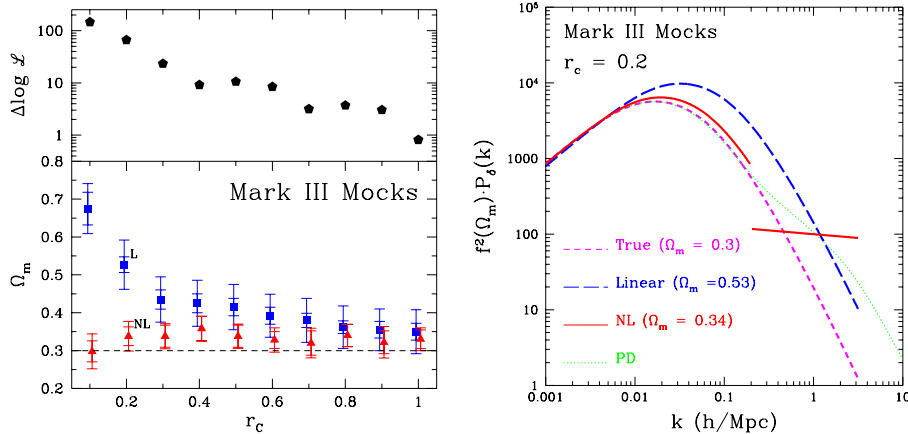 100
10
1
Δlog ℒ
0.8
0.7
0.6
0.5
0.4
0.3
0.2
Ω_m
Mark III Mocks
L
NL
0.2 0.4 0.6 0.8 1
r_c
Mark III Mocks
r_c = 0.2
10^5
10^4
1000
100
10
1
f^2(Ω_m)·P_δ(k)
True (Ω_m = 0.3)
Linear (Ω_m =0.53)
NL (Ω_m = 0.34)
PD
0.001 0.01 0.1 1 10
k (h/Mpc)